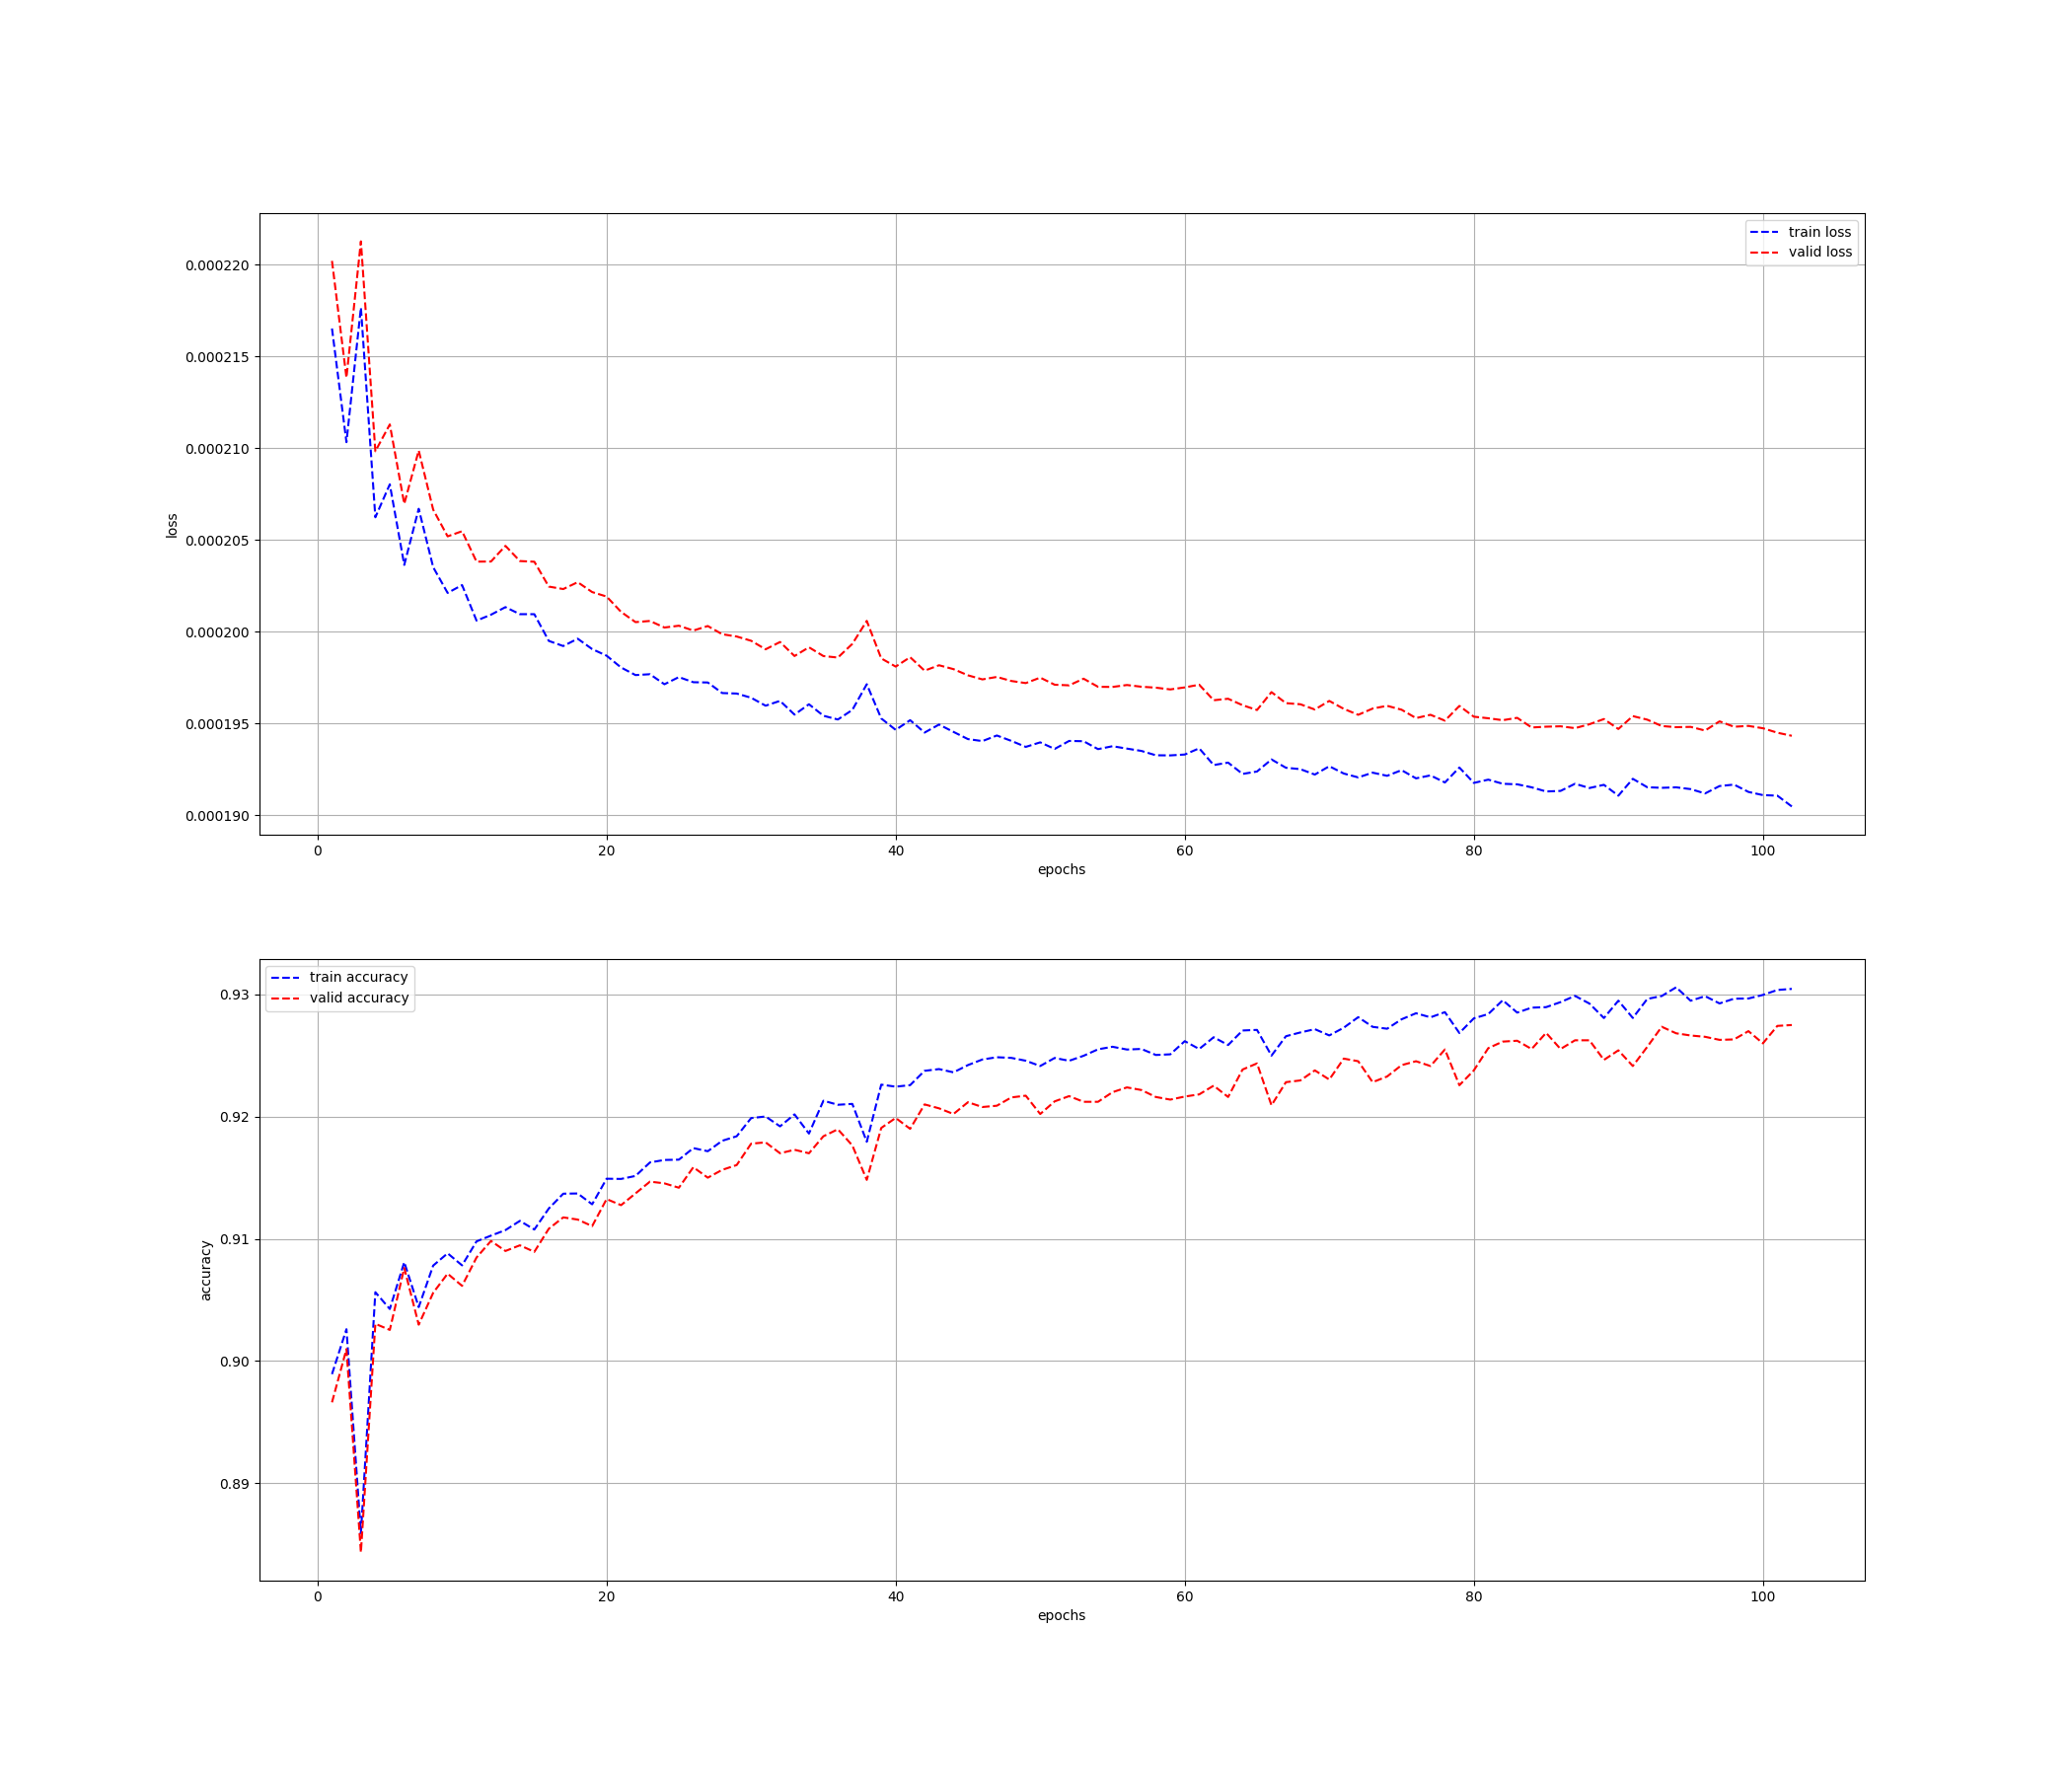 train loss
valid loss
0.000220
0.000215
0.000210
0.000205
0.000200
0.000195
0.000190
loss
0 20 40 60 80 100
epochs
train accuracy
valid accuracy
0.93
0.92
0.91
0.90
0.89
accuracy
0 20 40 60 80 100
epochs